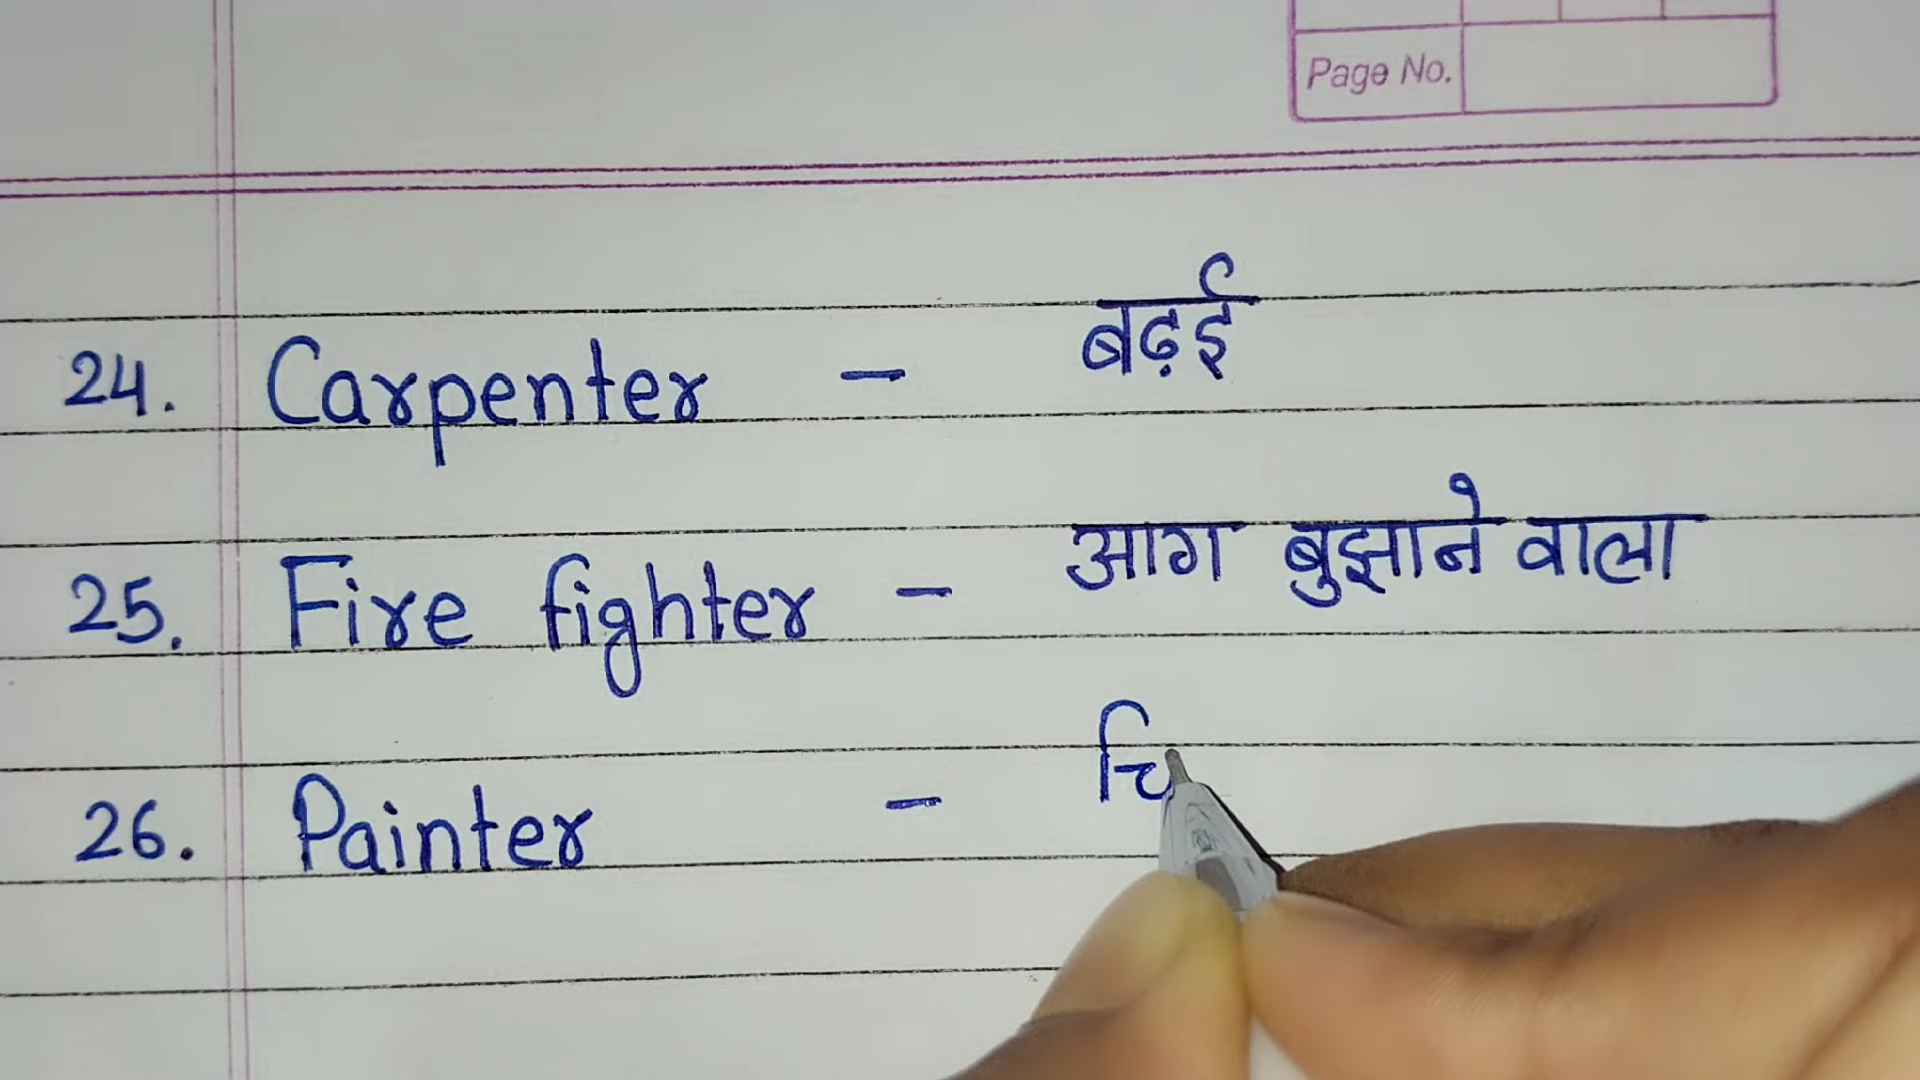 Page No.
24. Carpenter - बढ़ई
25. Fire fighter - आग बुझाने वाला
26. Painter - चि